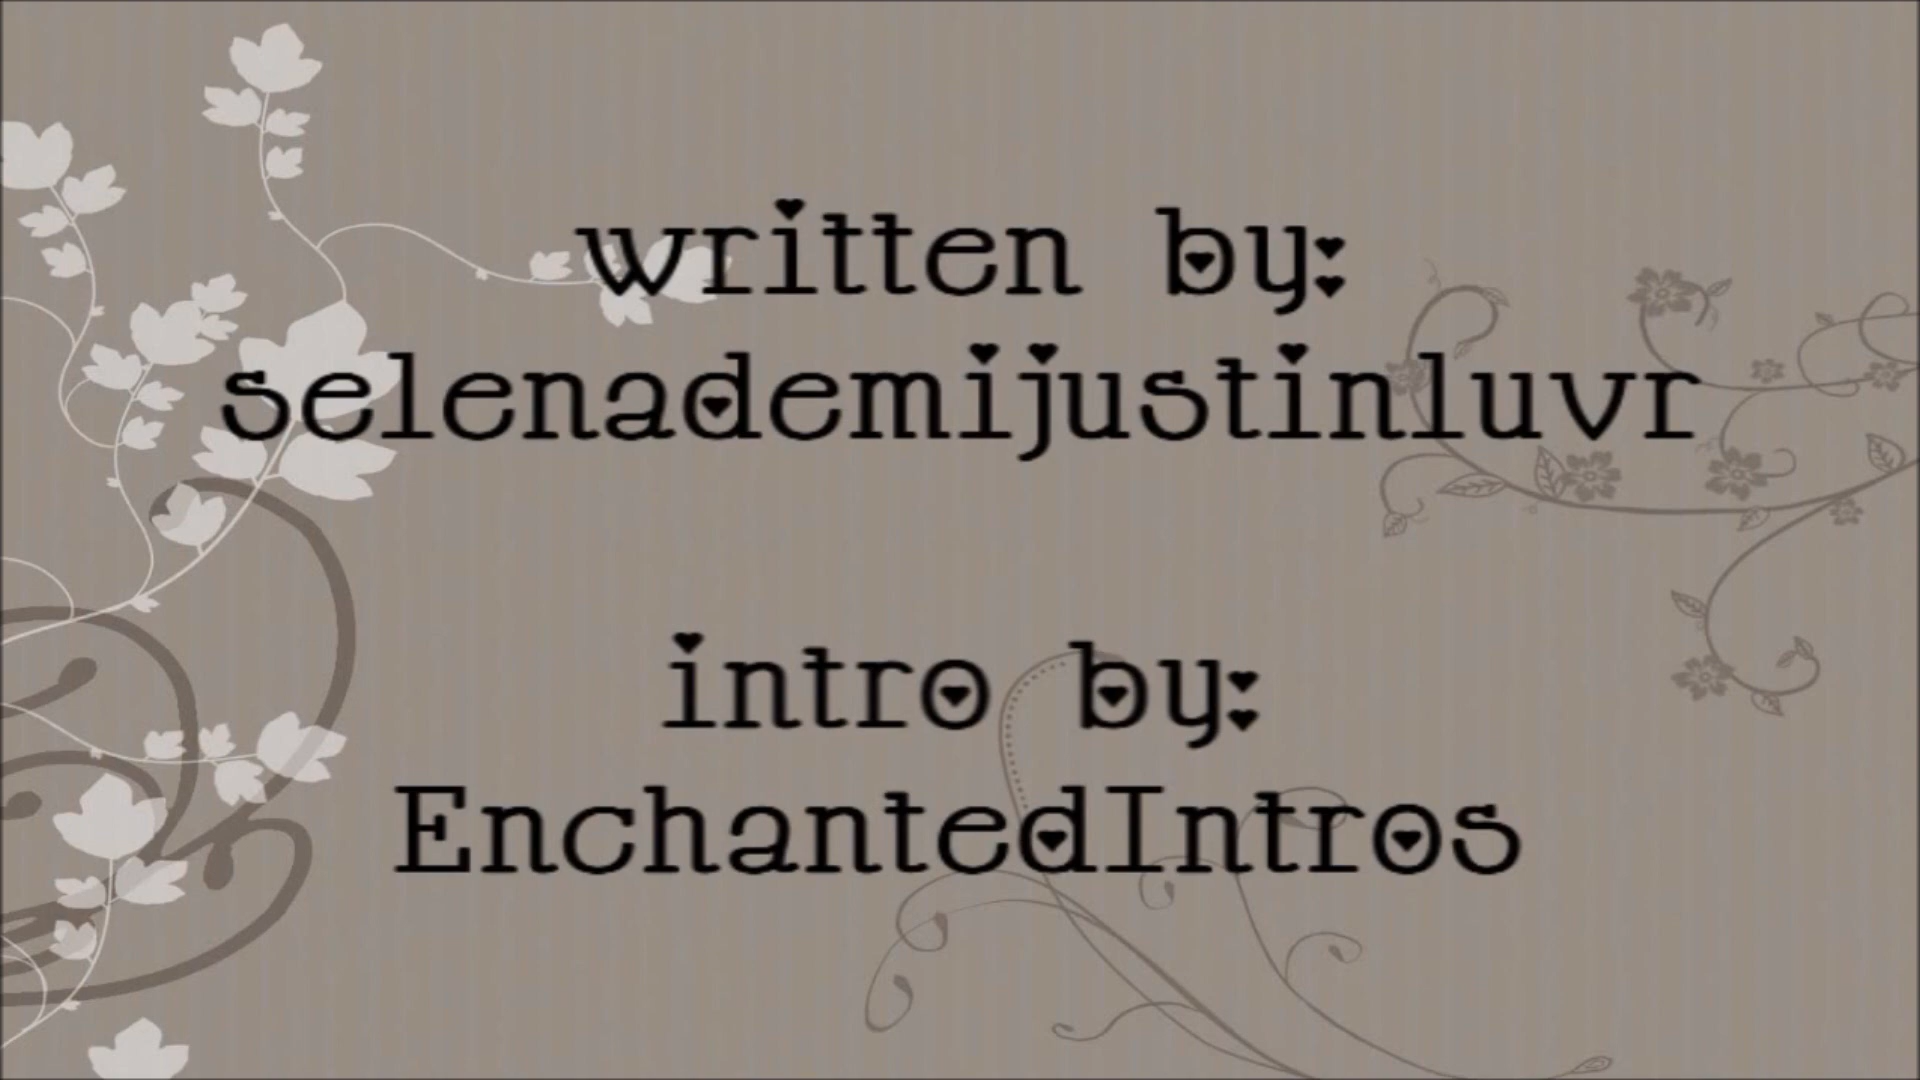 written by:
selenademijustinluvr
intro by:
EnchantedIntros